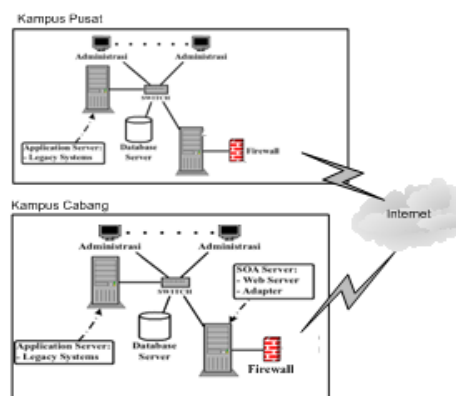 Kampus Pusat
Administrasi
Administrasi
SWITCH
Application Server:
- Legacy Systems
Database
Server
Firewall
Internet
Kampus Cabang
Administrasi
Administrasi
SOA Server:
- Web Server
- Adapter
SWITCH
Application Server:
- Legacy Systems
Database
Server
Firewall